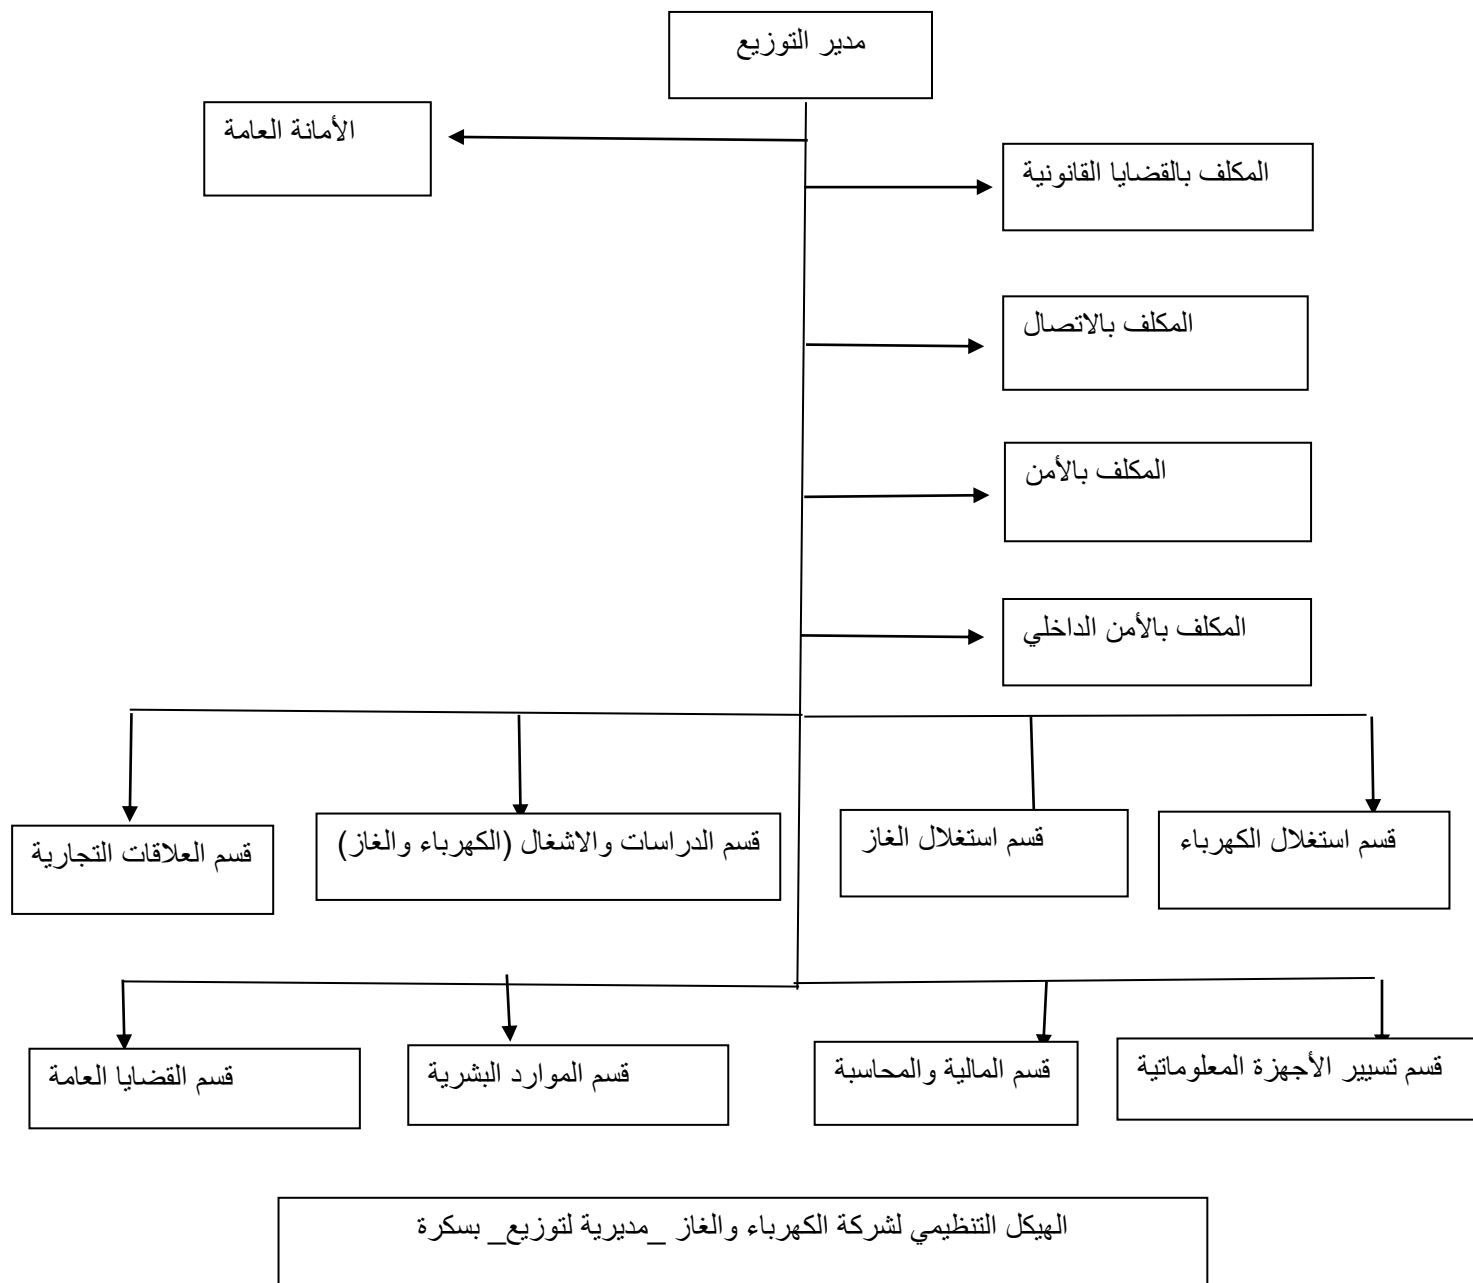 مدير التوزيع
الأمانة العامة
المكلف بالقضايا القانونية
المكلف بالاتصال
المكلف بالأمن
المكلف بالأمن الداخلي
قسم استغلال الكهرباء
قسم استغلال الغاز
قسم الدراسات والاشغال (الكهرباء والغاز)
قسم العلاقات التجارية
قسم تسيير الأجهزة المعلوماتية
قسم المالية والمحاسبة
قسم الموارد البشرية
قسم القضايا العامة
الهيكل التنظيمي لشركة الكهرباء والغاز _مديرية لتوزيع_ بسكرة